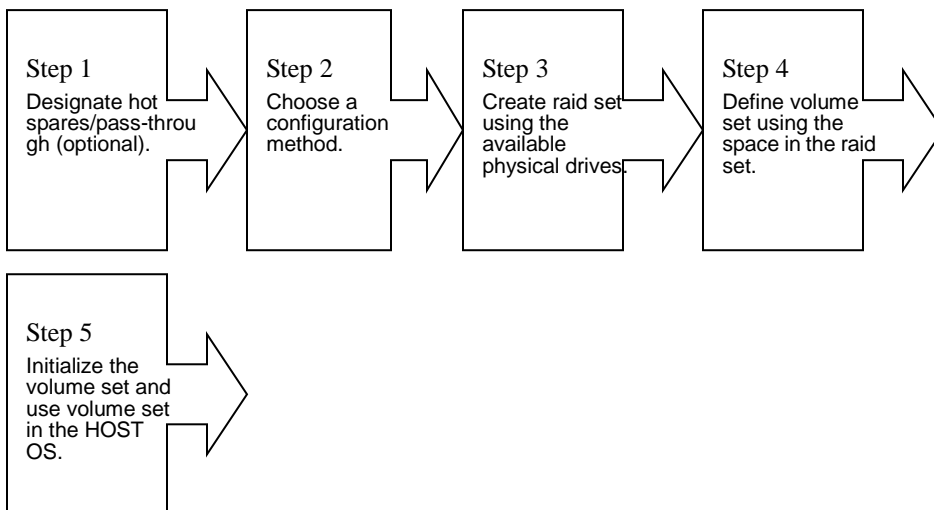 Step 1
Designate hot
spares/pass-throu
gh (optional).
Step 2
Choose a
configuration
method.
Step 3
Create raid set
using the
available
physical drives.
Step 4
Define volume
set using the
space in the raid
set.
Step 5
Initialize the
volume set and
use volume set
in the HOST
OS.